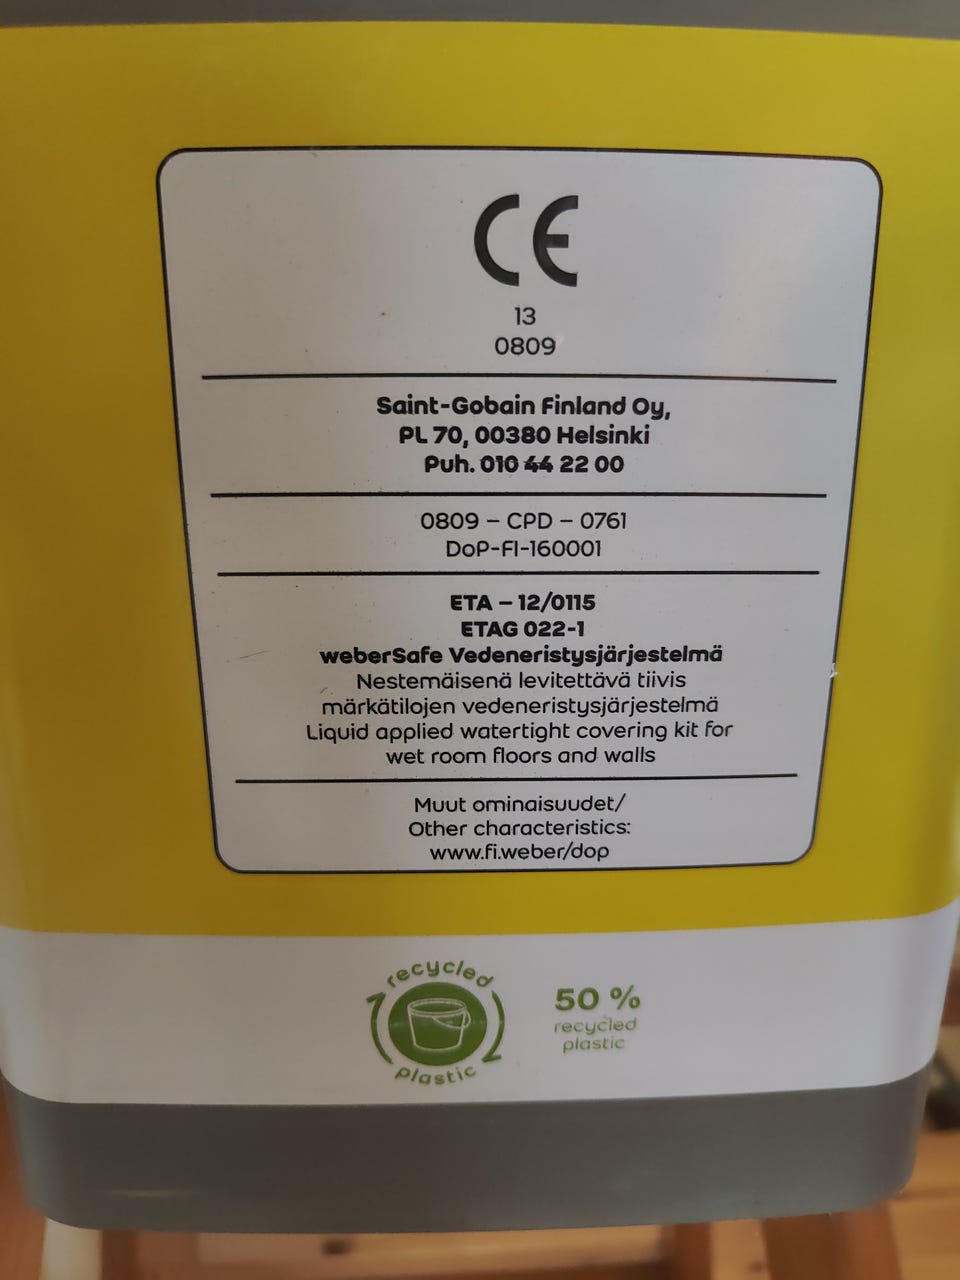 CE
13
0809
Saint-Gobain Finland Oy,
PL 70, 00380 Helsinki
Puh. 010 44 22 00
0809 – CPD – 0761
DoP-FI-160001
ETA – 12/0115
ETAG 022-1
weberSafe Vedeneristysjärjestelmä
Nestemäisenä levitettävä tiivis
märkätilojen vedeneristysjärjestelmä
Liquid applied watertight covering kit for
wet room floors and walls
Muut ominaisuudet/
Other characteristics:
www.fi.weber/dop
recycled
plastic
50 %
recycled
plastic